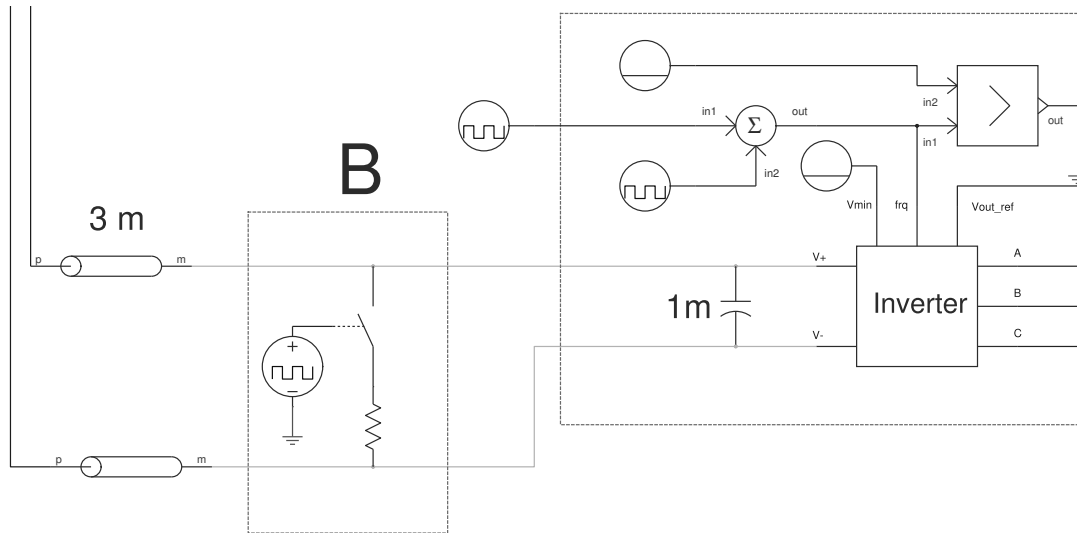 in2
in1
out
in1
out
Σ
in2
B
Vmin
frq
Vout_ref
3 m
p
m
V+
A
1m
Inverter
B
V-
C
+
−
p
m